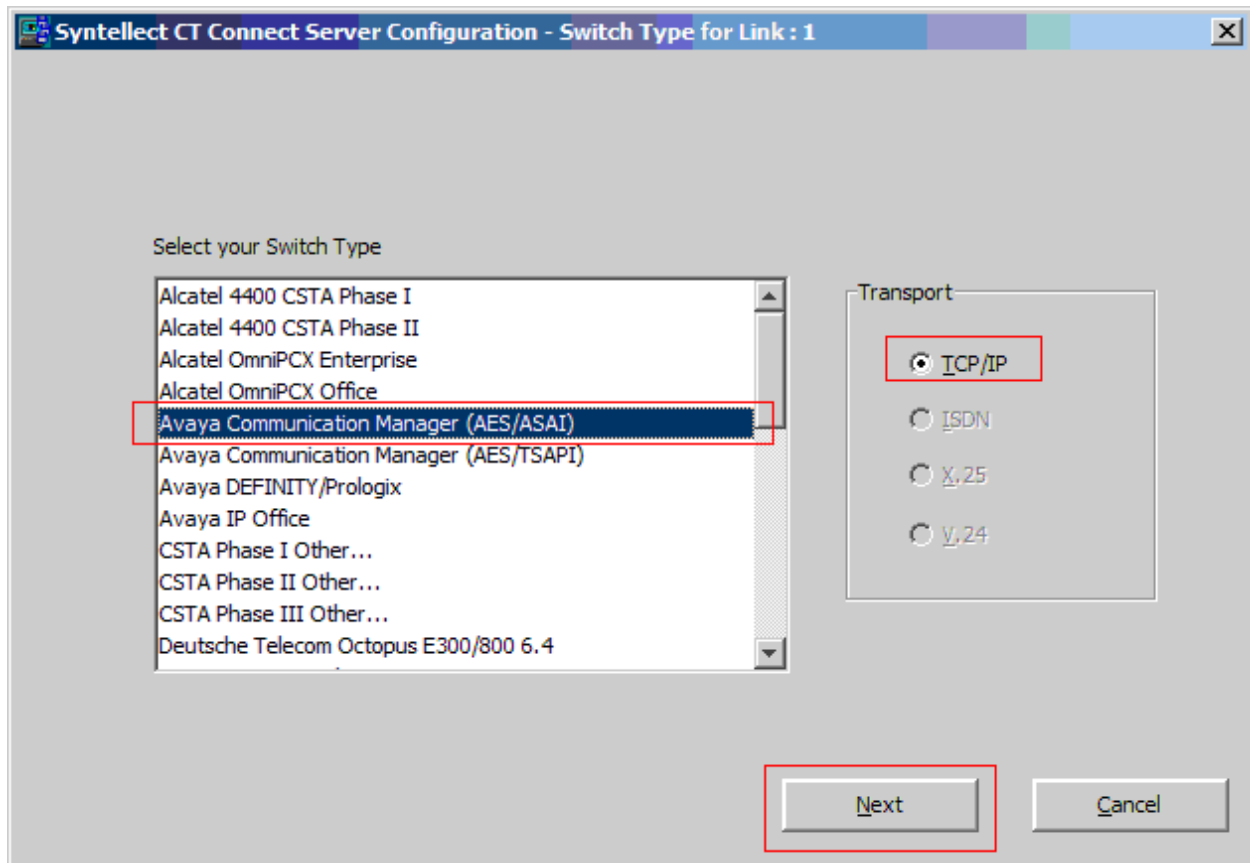 Syntellect CT Connect Server Configuration - Switch Type for Link : 1
Select your Switch Type
Alcatel 4400 CSTA Phase I
Alcatel 4400 CSTA Phase II
Alcatel OmniPCX Enterprise
Alcatel OmniPCX Office
Avaya Communication Manager (AES/ASAI)
Avaya Communication Manager (AES/TSAPI)
Avaya DEFINITY/Prologix
Avaya IP Office
CSTA Phase I Other...
CSTA Phase II Other...
CSTA Phase III Other...
Deutsche Telecom Octopus E300/800 6.4
Transport
TCP/IP
ISDN
X.25
V.24
Next
Cancel